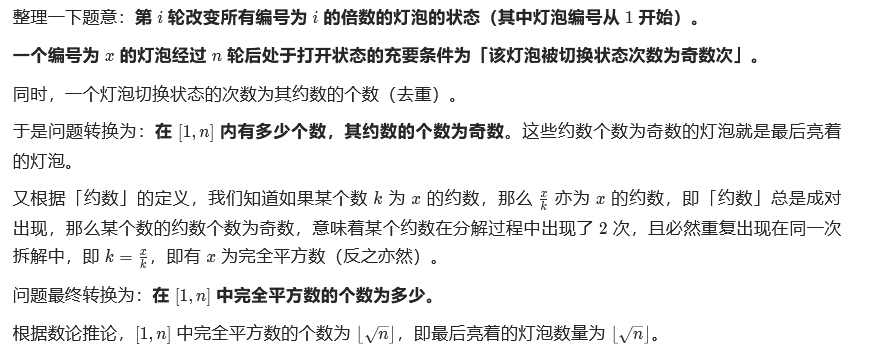 整理一下题意：第 i 轮改变所有编号为 i 的倍数的灯泡的状态（其中灯泡编号从 1 开始）。
一个编号为 x 的灯泡经过 n 轮后处于打开状态的充要条件为「该灯泡被切换状态次数为奇数次」。
同时，一个灯泡切换状态的次数为其约数的个数（去重）。
于是问题转换为：在 [1, n] 内有多少个数，其约数的个数为奇数。这些约数个数为奇数的灯泡就是最后亮着
的灯泡。
又根据「约数」的定义，我们知道如果某个数 k 为 x 的约数，那么 x/k 亦为 x 的约数，即「约数」总是成对
出现，那么某个数的约数个数为奇数，意味着某个约数在分解过程中出现了 2 次，且必然重复出现在同一次
拆解中，即 k = x/k，即有 x 为完全平方数（反之亦然）。
问题最终转换为：在 [1, n] 中完全平方数的个数为多少。
根据数论推论，[1, n] 中完全平方数的个数为 ⌊√n⌋，即最后亮着的灯泡数量为 ⌊√n⌋。